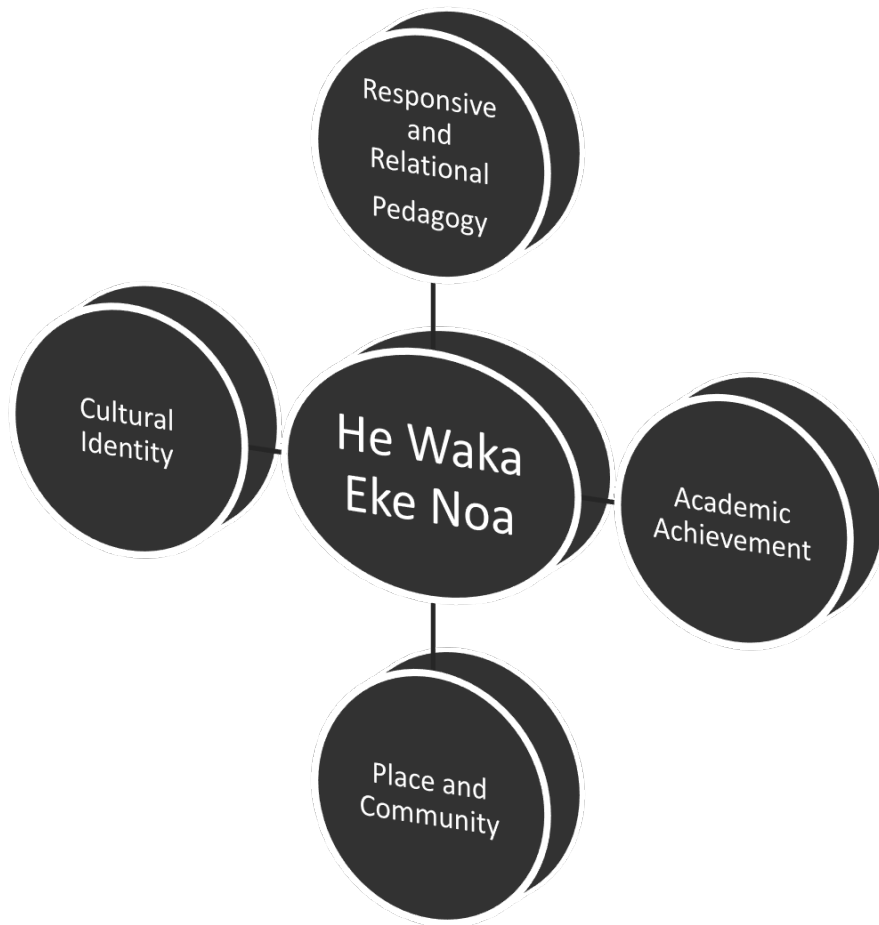 Responsive
and
Relational
Pedagogy
Cultural
Identity
He Waka
Eke Noa
Academic
Achievement
Place and
Community